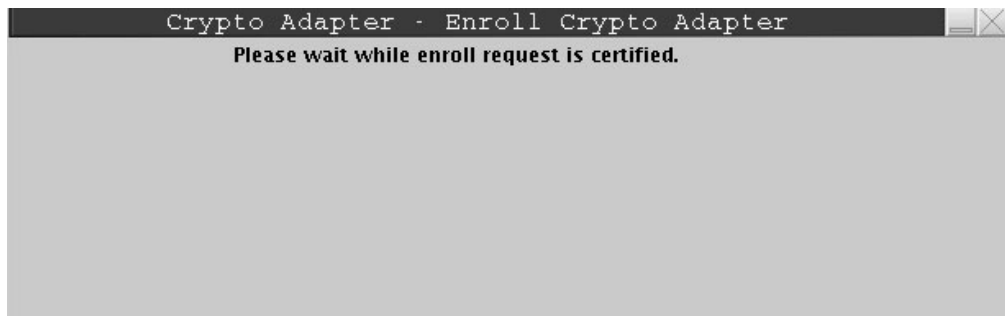 Crypto Adapter - Enroll Crypto Adapter
Please wait while enroll request is certified.